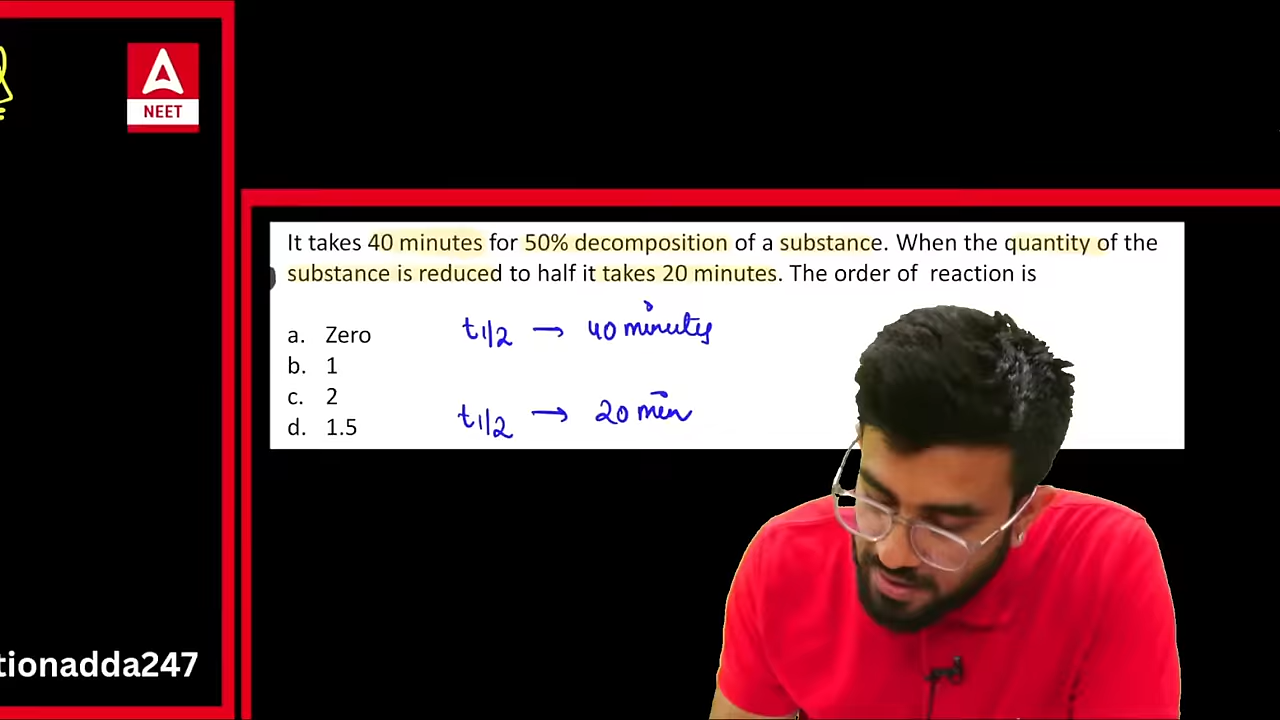 NEET
It takes 40 minutes for 50% decomposition of a substance. When the quantity of the
substance is reduced to half it takes 20 minutes. The order of reaction is
a. Zero
b. 1
c. 2
d. 1.5
t1/2 → 40 minutes
t1/2 → 20 min
tionadda247